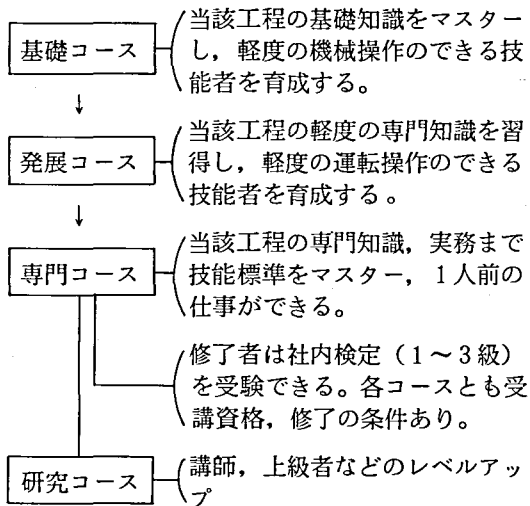 基礎コース
当該工程の基礎知識をマスター
し，軽度の機械操作のできる技
能者を育成する。
↓
発展コース
当該工程の軽度の専門知識を習
得し，軽度の運転操作のできる
技能者を育成する。
↓
専門コース
当該工程の専門知識，実務まで
技能標準をマスター，1人前の
仕事ができる。
修了者は社内検定（1～3級）
を受験できる。各コースとも受
講資格，修了の条件あり。
研究コース
講師，上級者などのレベルアッ
プ